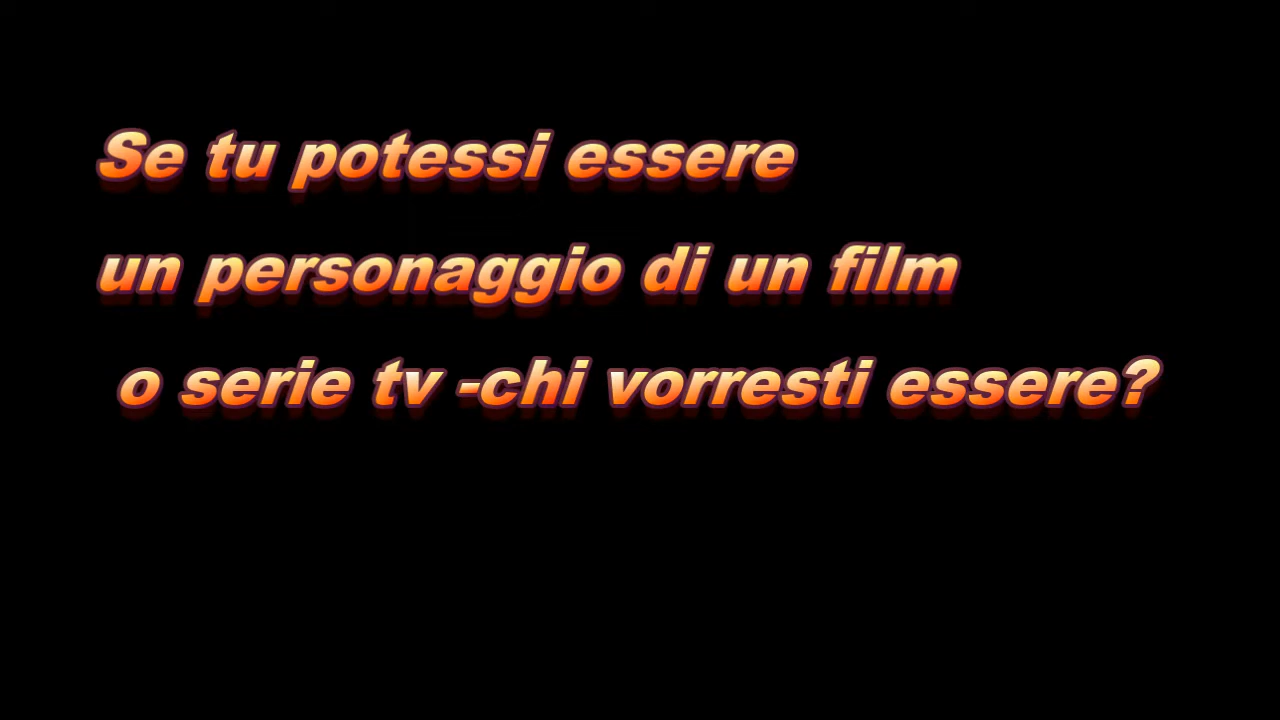 Se tu potessi essere
un personaggio di un film
o serie tv -chi vorresti essere?